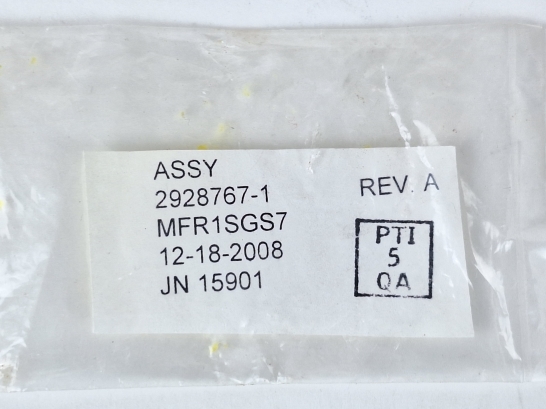 ASSY
2928767-1
REV. A
MFR1SGS7
12-18-2008
JN 15901
PTI
5
QA